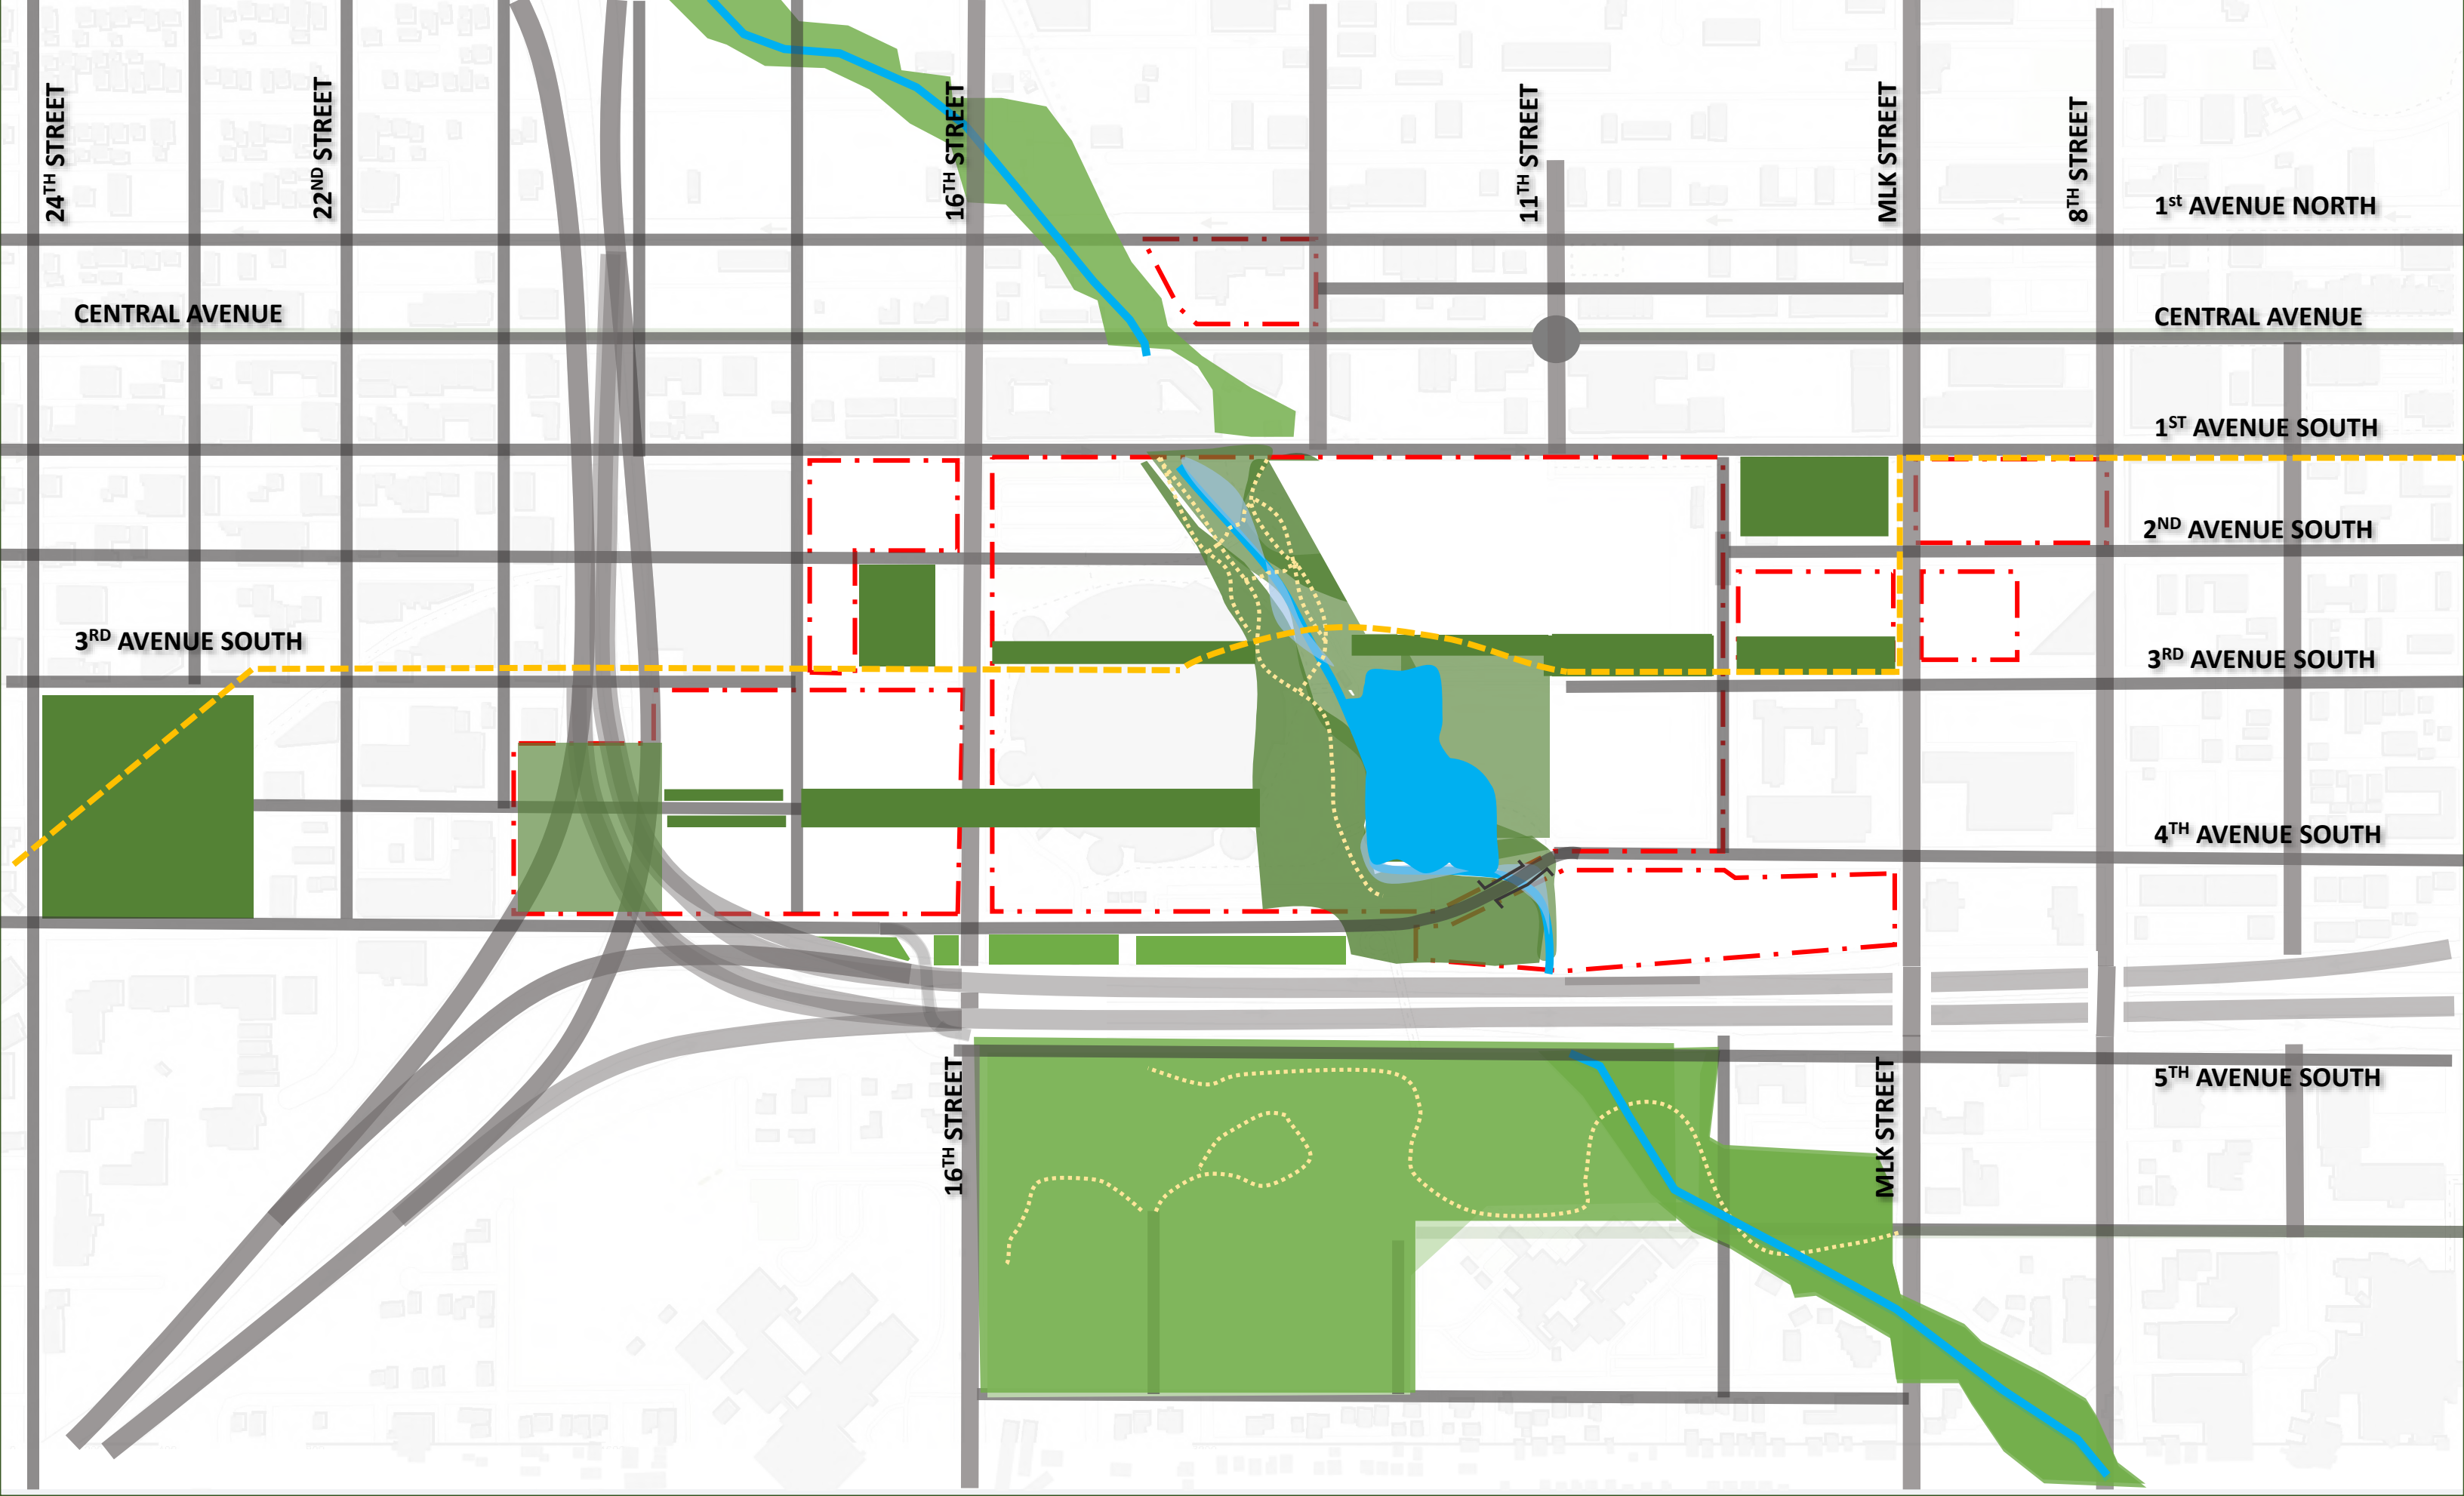 24TH STREET
22ND STREET
16TH STREET
11TH STREET
MLK STREET
8TH STREET
1st AVENUE NORTH
CENTRAL AVENUE
CENTRAL AVENUE
1ST AVENUE SOUTH
2ND AVENUE SOUTH
3RD AVENUE SOUTH
3RD AVENUE SOUTH
4TH AVENUE SOUTH
16TH STREET
MLK STREET
5TH AVENUE SOUTH